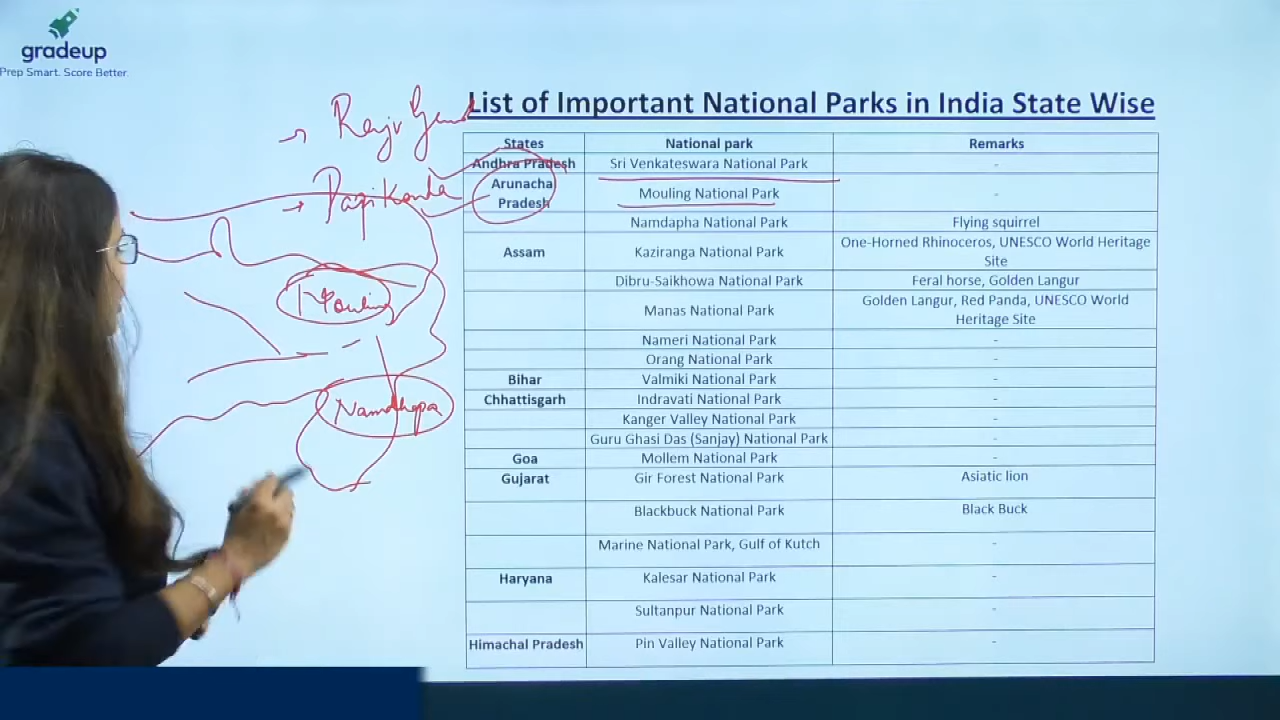 gradeup
Prep Smart. Score Better.
List of Important National Parks in India State Wise
States National park Remarks
Andhra Pradesh Sri Venkateswara National Park -
Arunachal
Pradesh Mouling National Park -
Namdapha National Park Flying squirrel
Assam Kaziranga National Park One-Horned Rhinoceros, UNESCO World Heritage
Site
Dibru-Saikhowa National Park Feral horse, Golden Langur
Manas National Park Golden Langur, Red Panda, UNESCO World
Heritage Site
Nameri National Park -
Orang National Park -
Bihar Valmiki National Park -
Chhattisgarh Indravati National Park -
Kanger Valley National Park -
Guru Ghasi Das (Sanjay) National Park -
Goa Mollem National Park -
Gujarat Gir Forest National Park Asiatic lion
Blackbuck National Park Black Buck
Marine National Park, Gulf of Kutch -
Haryana Kalesar National Park -
Sultanpur National Park -
Himachal Pradesh Pin Valley National Park -
→ Rajiv
→ Papikonda
Mouling
Namdhapa